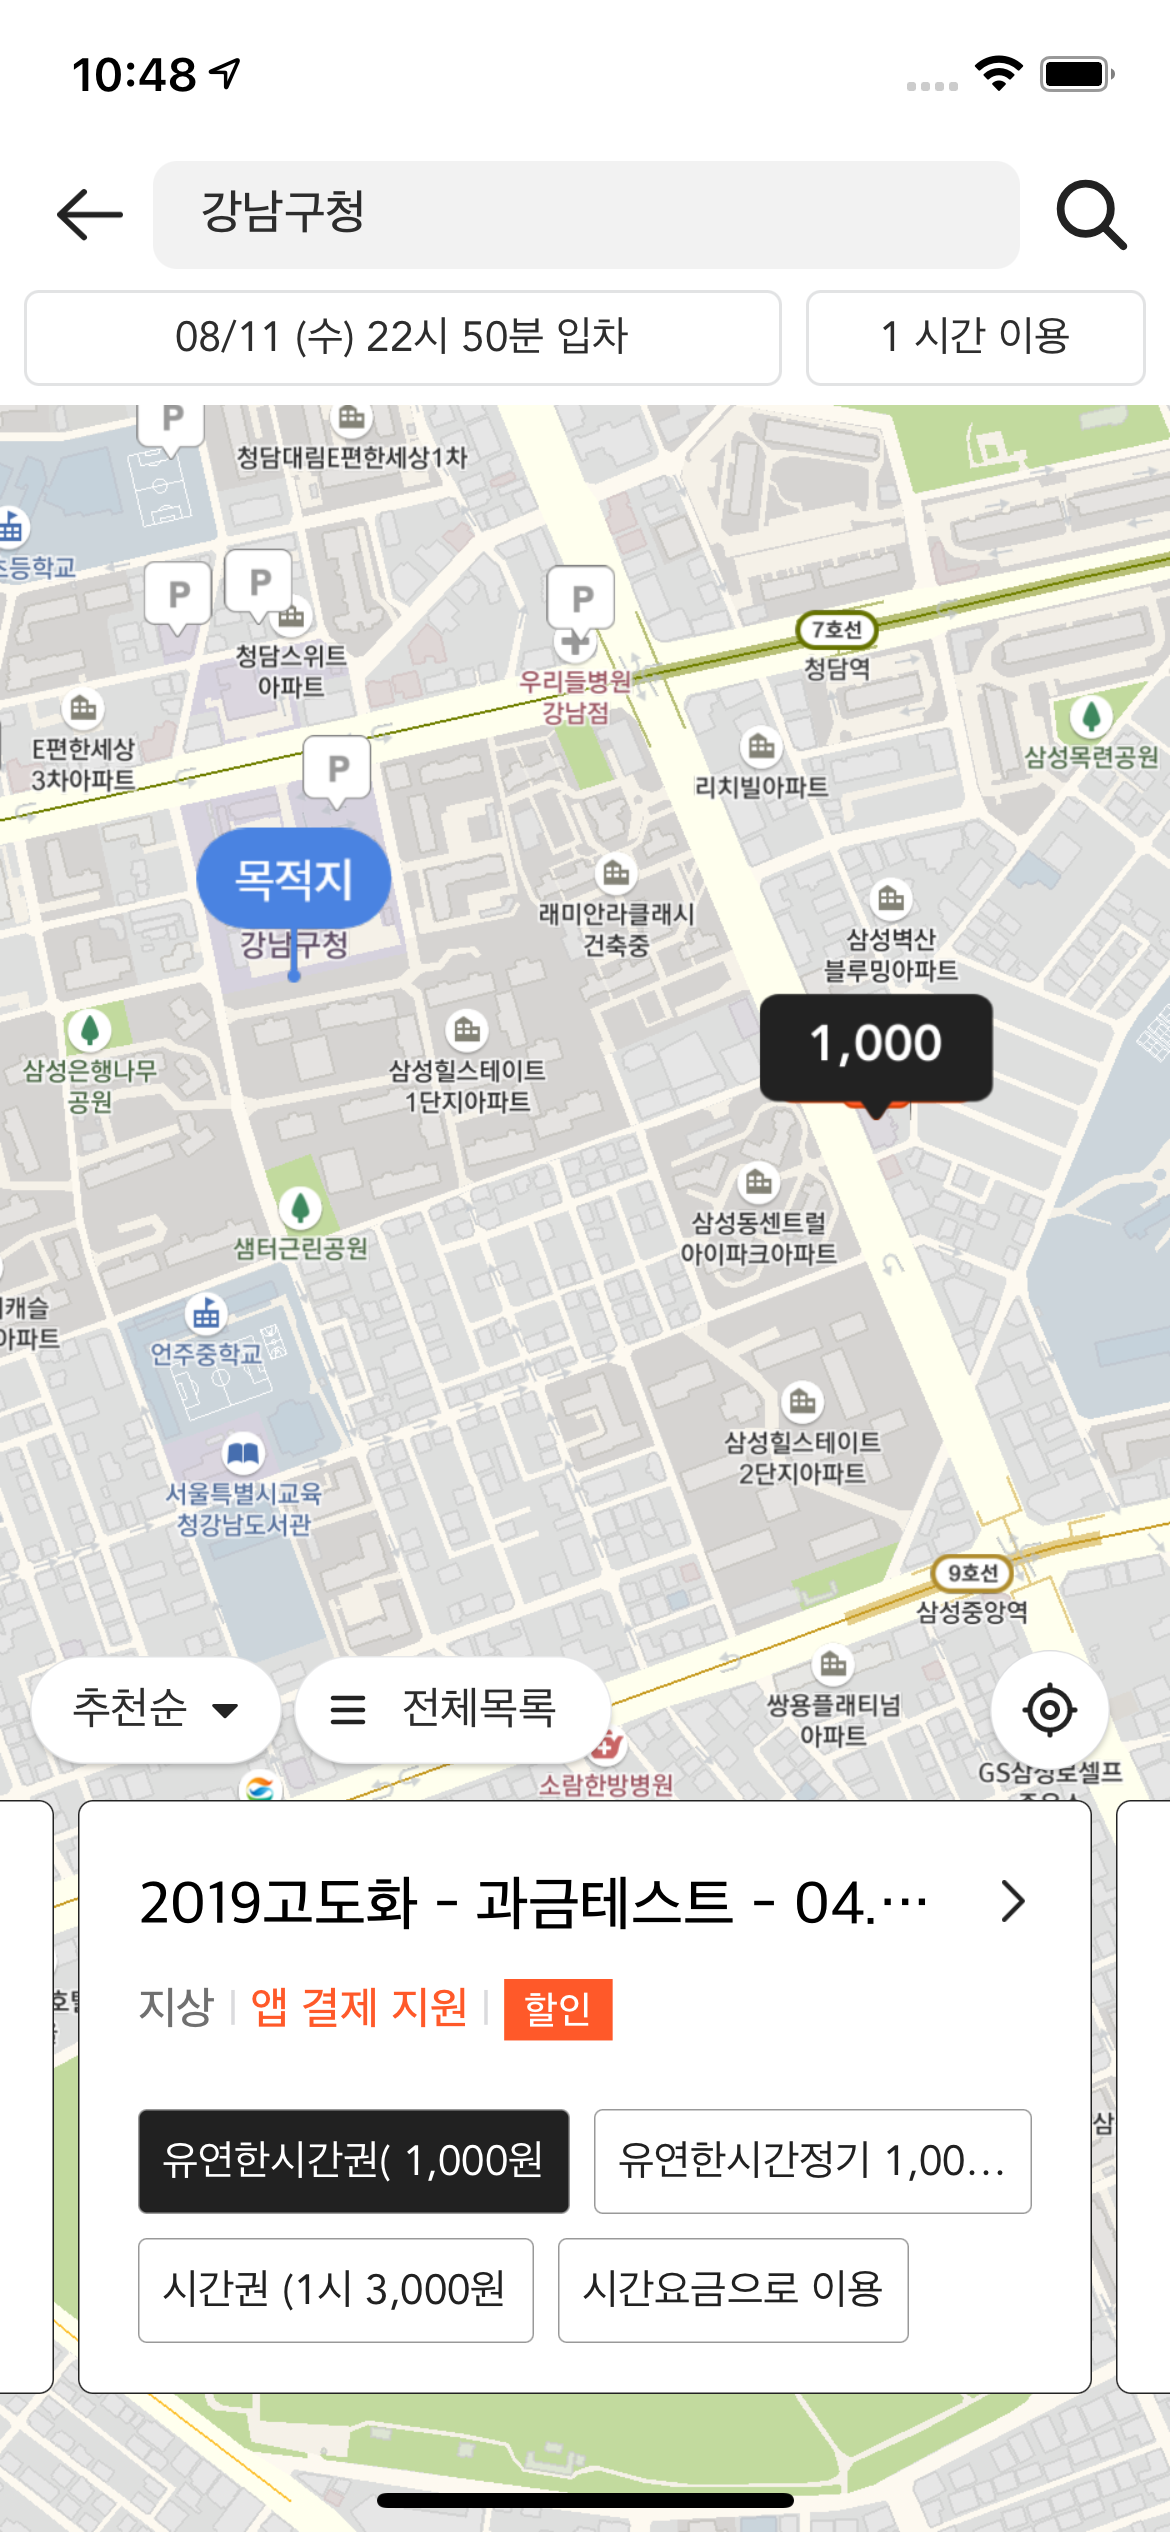 10:48
강남구청
08/11 (수) 22시 50분 입차
1 시간 이용
P
청담대림E편한세상1차
초등학교
P
P
P
청담스위트
아파트
우리들병원
강남점
7호선
청담역
E편한세상
3차아파트
P
리치빌아파트
삼성목련공원
목적지
강남구청
래미안라클래시
건축중
삼성벽산
블루밍아파트
1,000
삼성은행나무
공원
삼성힐스테이트
1단지아파트
삼성동센트럴
아이파크아파트
샘터근린공원
캐슬
아파트
언주중학교
삼성힐스테이트
2단지아파트
서울특별시교육
청강남도서관
9호선
삼성중앙역
추천순
전체목록
쌍용플래티넘
아파트
소람한방병원
GS삼성로셀프
2019고도화 - 과금테스트 - 04.…
지상
앱 결제 지원
할인
유연한시간권( 1,000원
유연한시간정기 1,00...
삼
시간권 (1시 3,000원
시간요금으로 이용